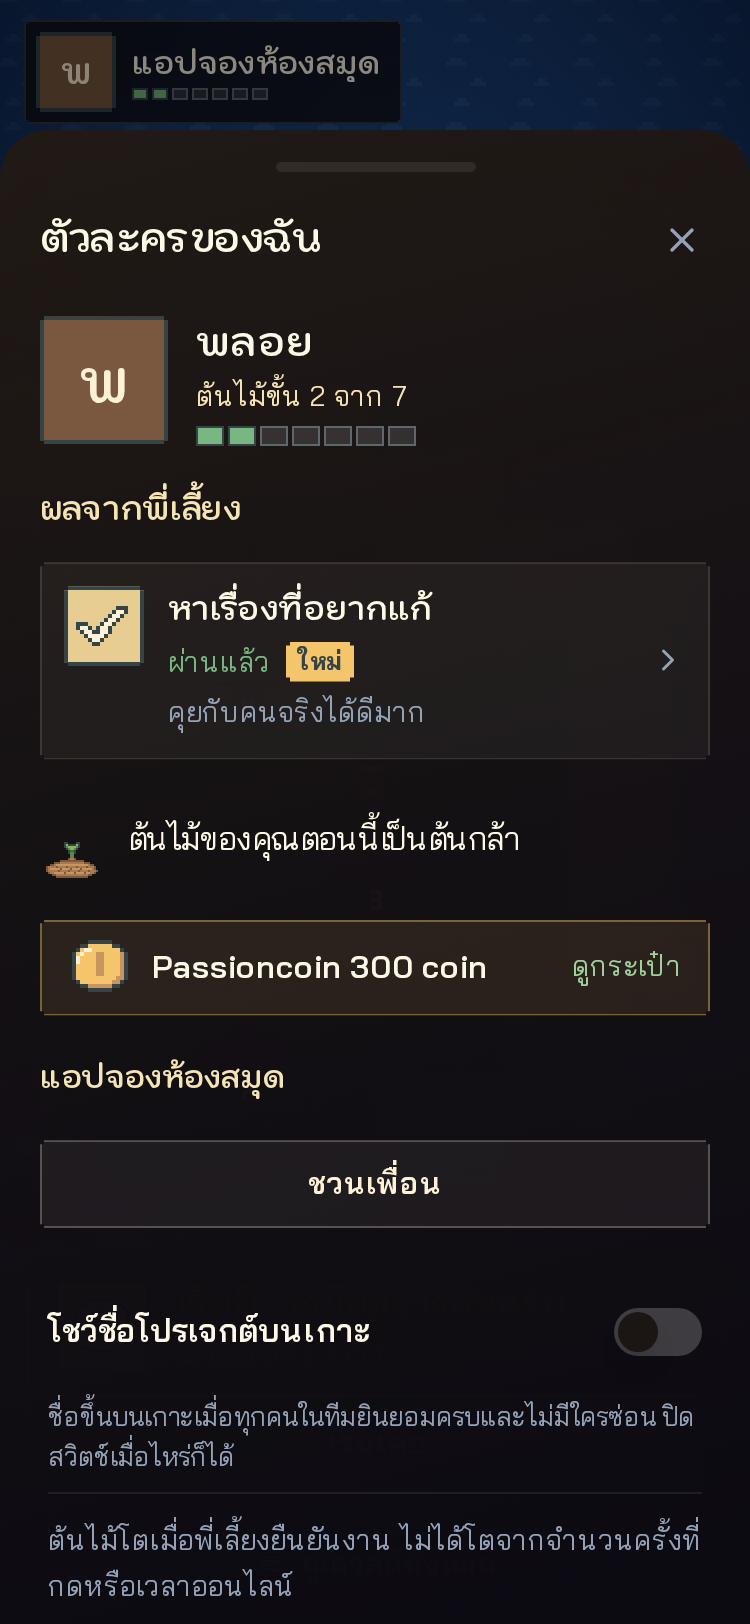 พ
แอปจองห้องสมุด
ตัวละครของฉัน
พ
พลอย
ต้นไม้ขั้น 2 จาก 7
ผลจากพี่เลี้ยง
หาเรื่องที่อยากแก้
ผ่านแล้ว ใหม่
คุยกับคนจริงได้ดีมาก
ต้นไม้ของคุณตอนนี้เป็นต้นกล้า
Passioncoin 300 coin ดูกระเป๋า
แอปจองห้องสมุด
ชวนเพื่อน
โชว์ชื่อโปรเจกต์บนเกาะ
ชื่อขึ้นบนเกาะเมื่อทุกคนในทีมยินยอมครบและไม่มีใครซ่อน ปิด
สวิตช์เมื่อไหร่ก็ได้
ต้นไม้โตเมื่อพี่เลี้ยงยืนยันงาน ไม่ได้โตจากจำนวนครั้งที่
กดหรือเวลาออนไลน์